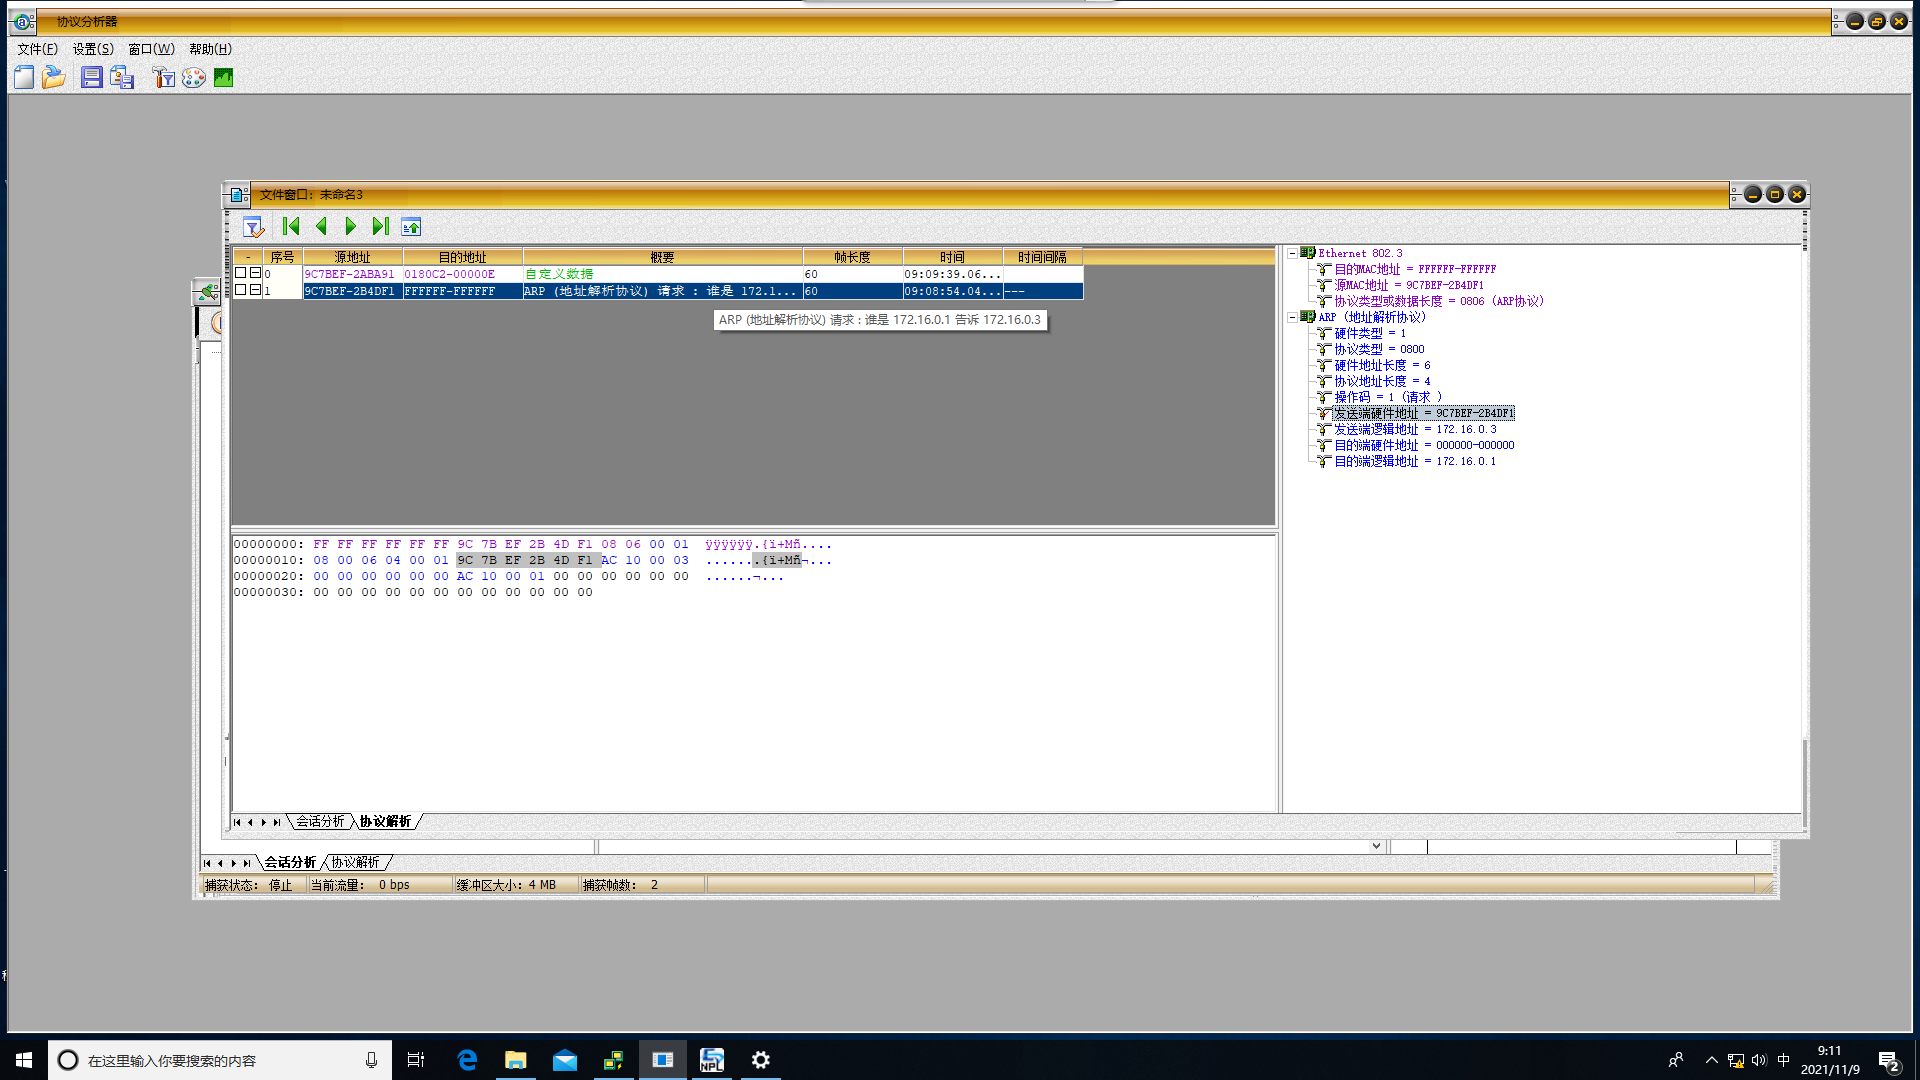 协议分析器
文件(F) 设置(S) 窗口(W) 帮助(H)
文件窗口: 未命名3
- 序号 源地址 目的地址 概要 帧长度 时间 时间间隔
0 9C7BEF-2ABA91 0180C2-00000E 自定义数据 60 09:09:39.06...
1 9C7BEF-2B4DF1 FFFFFF-FFFFFF ARP (地址解析协议) 请求 : 谁是 172.1... 60 09:08:54.04... ---
ARP (地址解析协议) 请求 : 谁是 172.16.0.1 告诉 172.16.0.3
Ethernet 802.3
目的MAC地址 = FFFFFF-FFFFFF
源MAC地址 = 9C7BEF-2B4DF1
协议类型或数据长度 = 0806 (ARP协议)
ARP (地址解析协议)
硬件类型 = 1
协议类型 = 0800
硬件地址长度 = 6
协议地址长度 = 4
操作码 = 1 (请求 )
发送端硬件地址 = 9C7BEF-2B4DF1
发送端逻辑地址 = 172.16.0.3
目的端硬件地址 = 000000-000000
目的端逻辑地址 = 172.16.0.1
00000000: FF FF FF FF FF FF 9C 7B EF 2B 4D F1 08 06 00 01 ÿÿÿÿÿÿ.{ï+Mñ....
00000010: 08 00 06 04 00 01 9C 7B EF 2B 4D F1 AC 10 00 03 .......{ï+Mñ¬...
00000020: 00 00 00 00 00 00 AC 10 00 01 00 00 00 00 00 00 ......¬...
00000030: 00 00 00 00 00 00 00 00 00 00 00 00
会话分析 协议解析
会话分析 协议解析
捕获状态: 停止 当前流量: 0 bps 缓冲区大小: 4 MB 捕获帧数: 2
在这里输入你要搜索的内容
NPL
中
9:11
2021/11/9
2